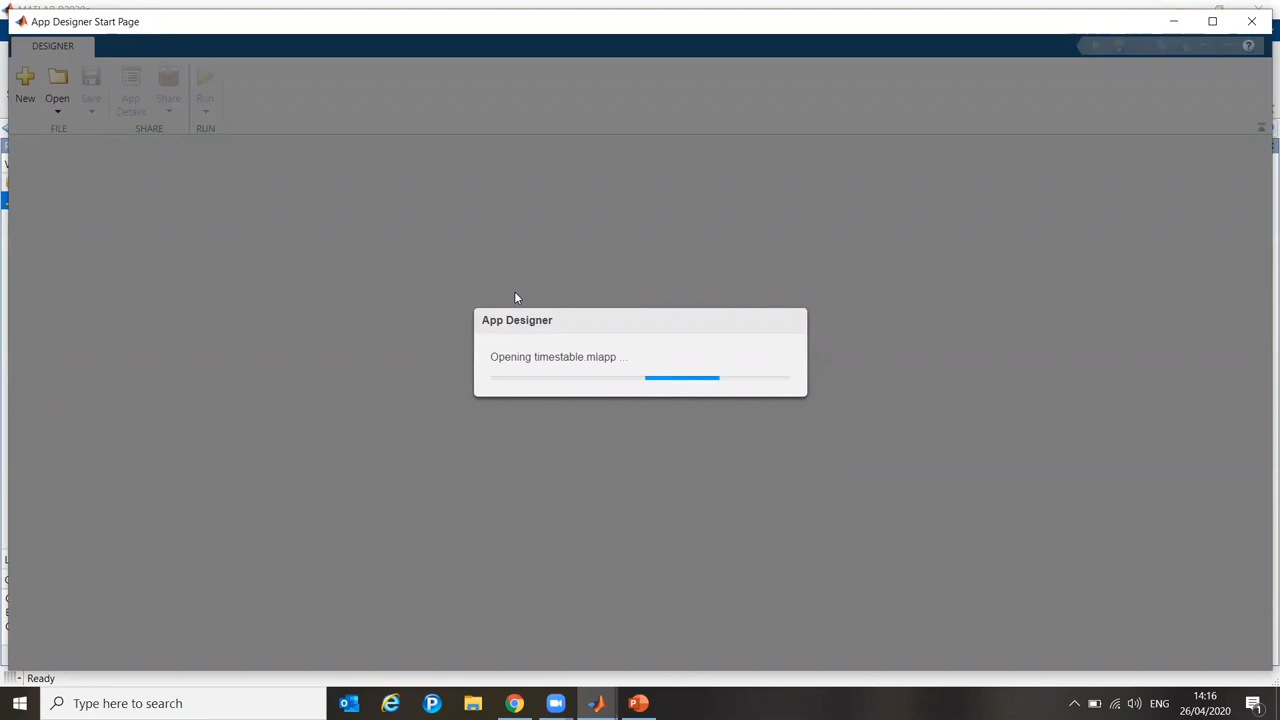 App Designer Start Page
DESIGNER
New
Open
Save
App Details
Share
Run
FILE
SHARE
RUN
App Designer
Opening timestable.mlapp ...
Ready
Type here to search
ENG
14:16
26/04/2020